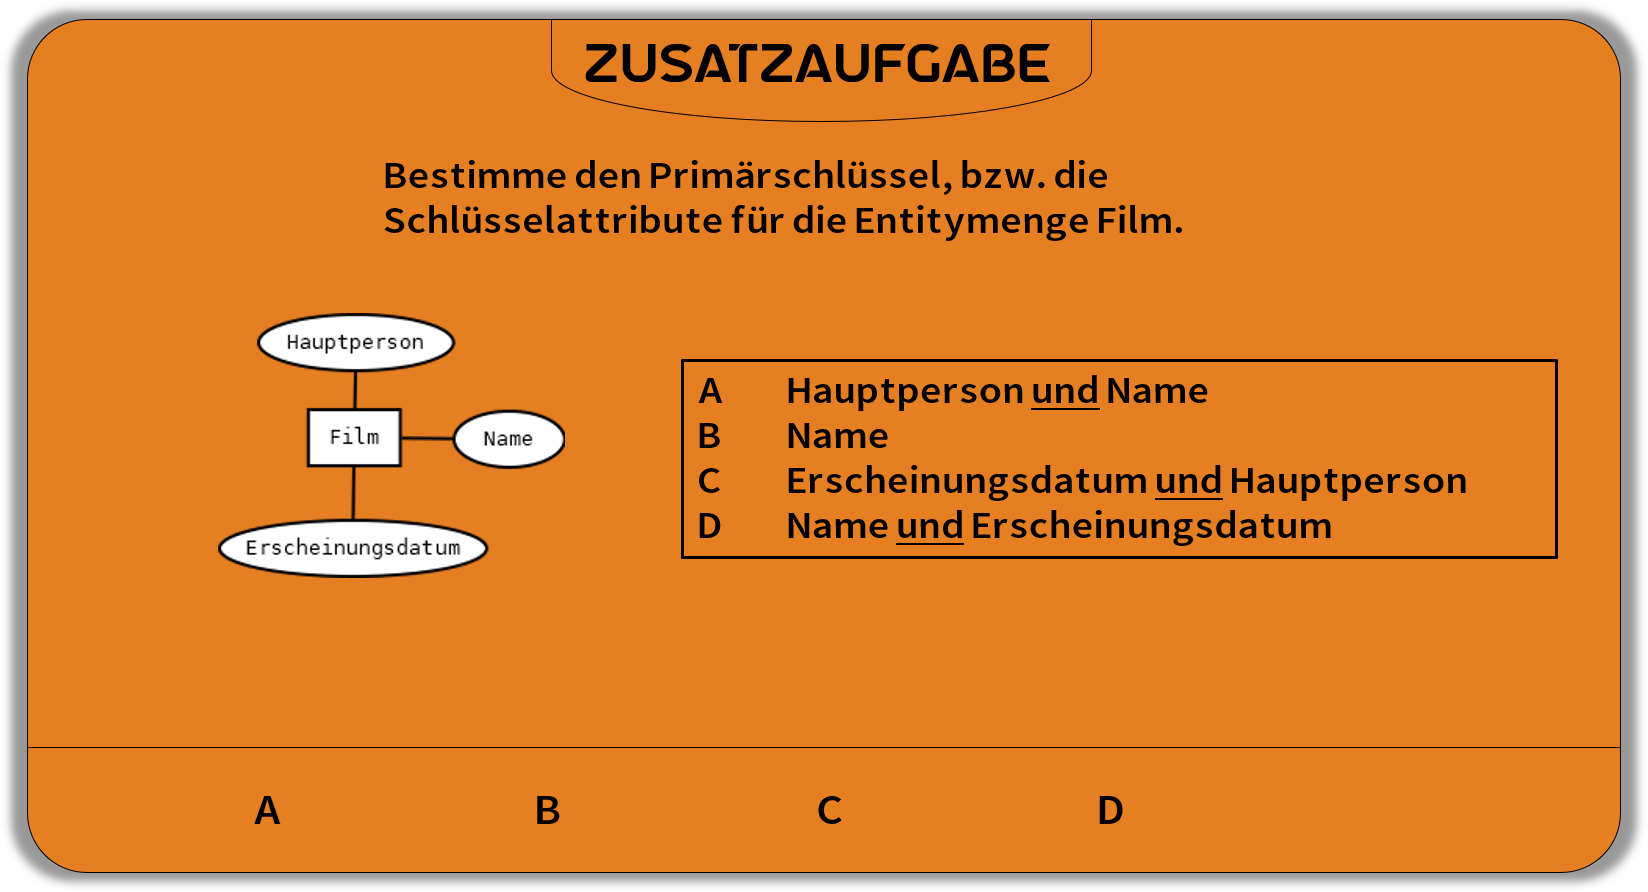 ZUSATZAUFGABE
Bestimme den Primärschlüssel, bzw. die
Schlüsselattribute für die Entitymenge Film.
Hauptperson
Film
Name
Erscheinungsdatum
A Hauptperson und Name
B Name
C Erscheinungsdatum und Hauptperson
D Name und Erscheinungsdatum
A B C D